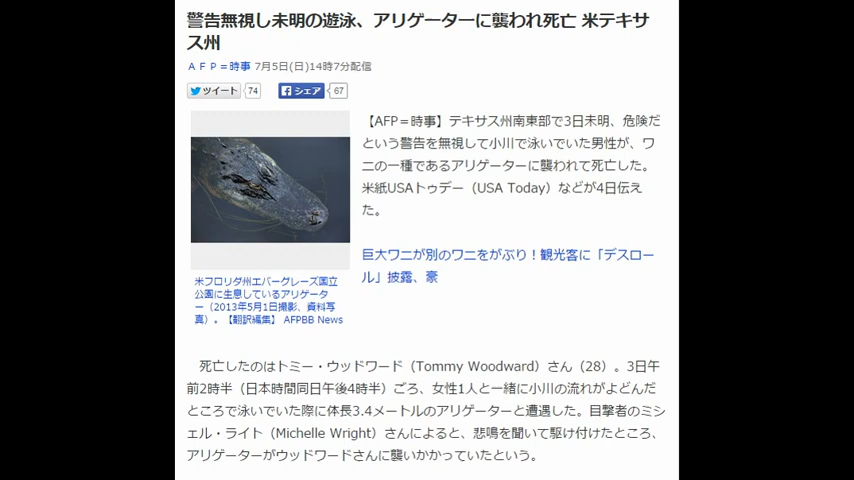 警告無視し未明の遊泳、アリゲーターに襲われ死亡 米テキサ
ス州
ＡＦＰ＝時事 7月5日(日)14時7分配信
ツイート 74 シェア 67
【AFP＝時事】テキサス州南東部で3日未明、危険だ
という警告を無視して小川で泳いでいた男性が、ワ
ニの一種であるアリゲーターに襲われて死亡した。
米紙USAトゥデー（USA Today）などが4日伝え
た。
巨大ワニが別のワニをがぶり！観光客に「デスロー
ル」披露、豪
米フロリダ州エバーグレーズ国立
公園に生息しているアリゲータ
ー（2013年5月1日撮影、資料写
真）。【翻訳編集】 AFPBB News
死亡したのはトミー・ウッドワード（Tommy Woodward）さん（28）。3日午
前2時半（日本時間同日午後4時半）ごろ、女性1人と一緒に小川の流れがよどんだ
ところで泳いでいた際に体長3.4メートルのアリゲーターと遭遇した。目撃者のミシ
ェル・ライト（Michelle Wright）さんによると、悲鳴を聞いて駆け付けたところ、
アリゲーターがウッドワードさんに襲いかかっていたという。